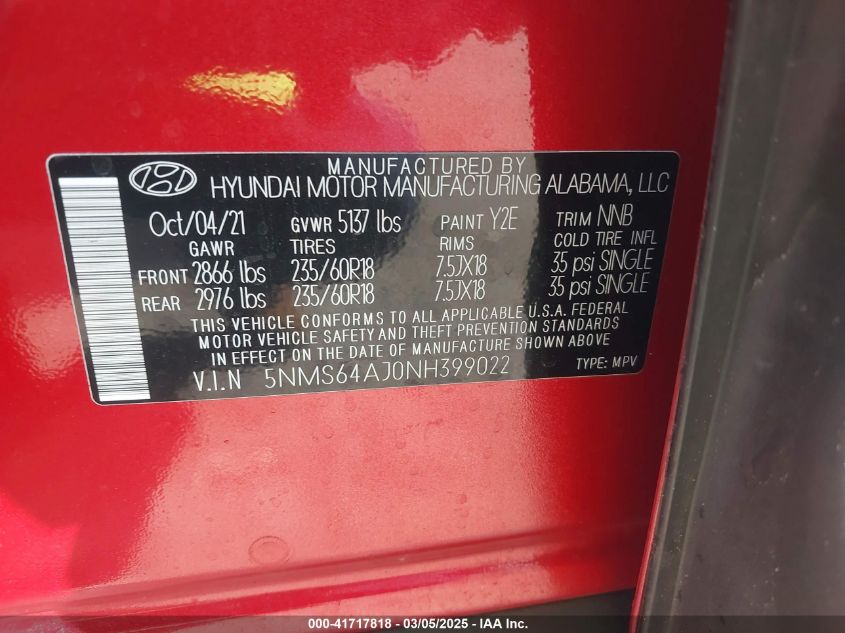 MANUFACTURED BY
HYUNDAI MOTOR MANUFACTURING ALABAMA, LLC
Oct/04/21 GVWR 5137 lbs PAINT Y2E TRIM NNB
GAWR TIRES RIMS COLD TIRE INFL
FRONT 2866 lbs 235/60R18 7.5JX18 35 psi SINGLE
REAR 2976 lbs 235/60R18 7.5JX18 35 psi SINGLE
THIS VEHICLE CONFORMS TO ALL APPLICABLE U.S.A. FEDERAL
MOTOR VEHICLE SAFETY AND THEFT PREVENTION STANDARDS
IN EFFECT ON THE DATE OF MANUFACTURE SHOWN ABOVE
V.I.N 5NMS64AJ0NH399022 TYPE: MPV
000-41717818 - 03/05/2025 - © IAA, Inc.